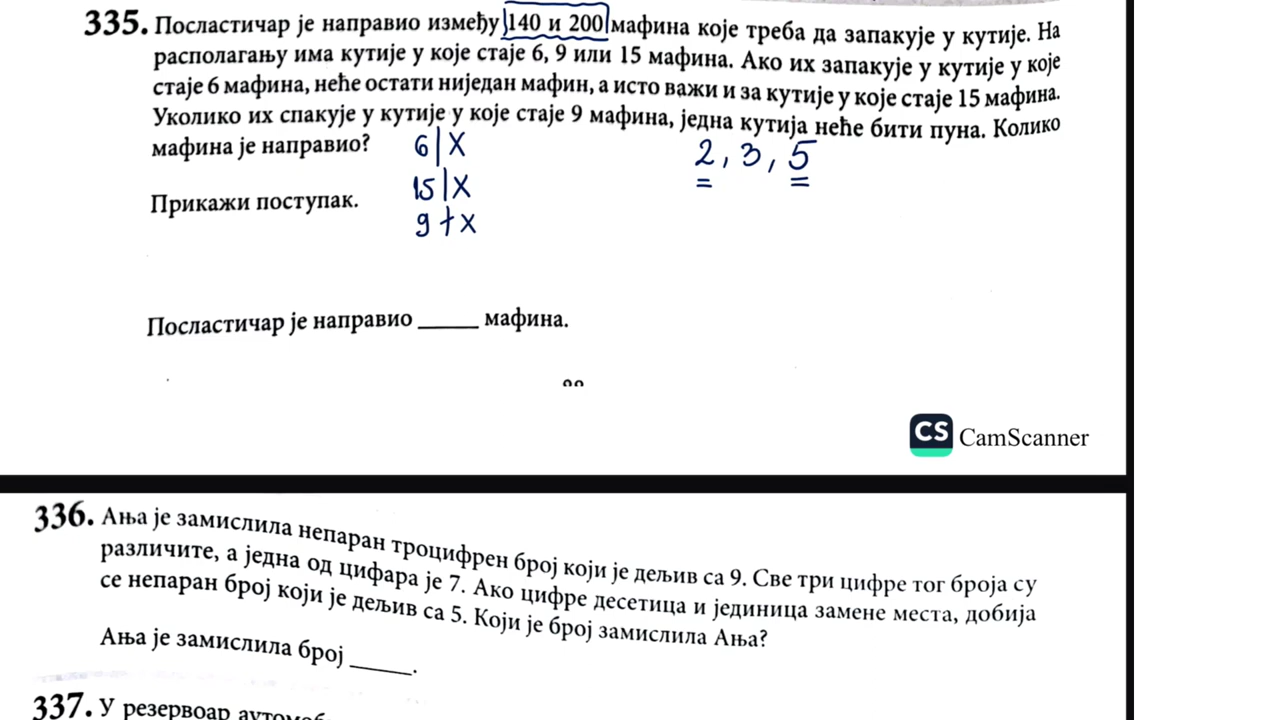 335. Посластичар је направио између 140 и 200 мафина које треба да запакује у кутије. На
располагању има кутије у које стаје 6, 9 или 15 мафина. Ако их запакује у кутије у које
стаје 6 мафина, неће остати ниједан мафин, а исто важи и за кутије у које стаје 15 мафина.
Уколико их спакује у кутије у које стаје 9 мафина, једна кутија неће бити пуна. Колико
мафина је направио?
6 | X
2, 3, 5
15 | X
Прикажи поступак.
9 ∤ X
Посластичар је направио _____ мафина.
CS CamScanner
336. Ања је замислила непаран троцифрен број који је дељив са 9. Све три цифре тог броја су
различите, а једна од цифара је 7. Ако цифре десетица и јединица замене места, добија
се непаран број који је дељив са 5. Који је број замислила Ања?
Ања је замислила број _____.
337. У резервоар